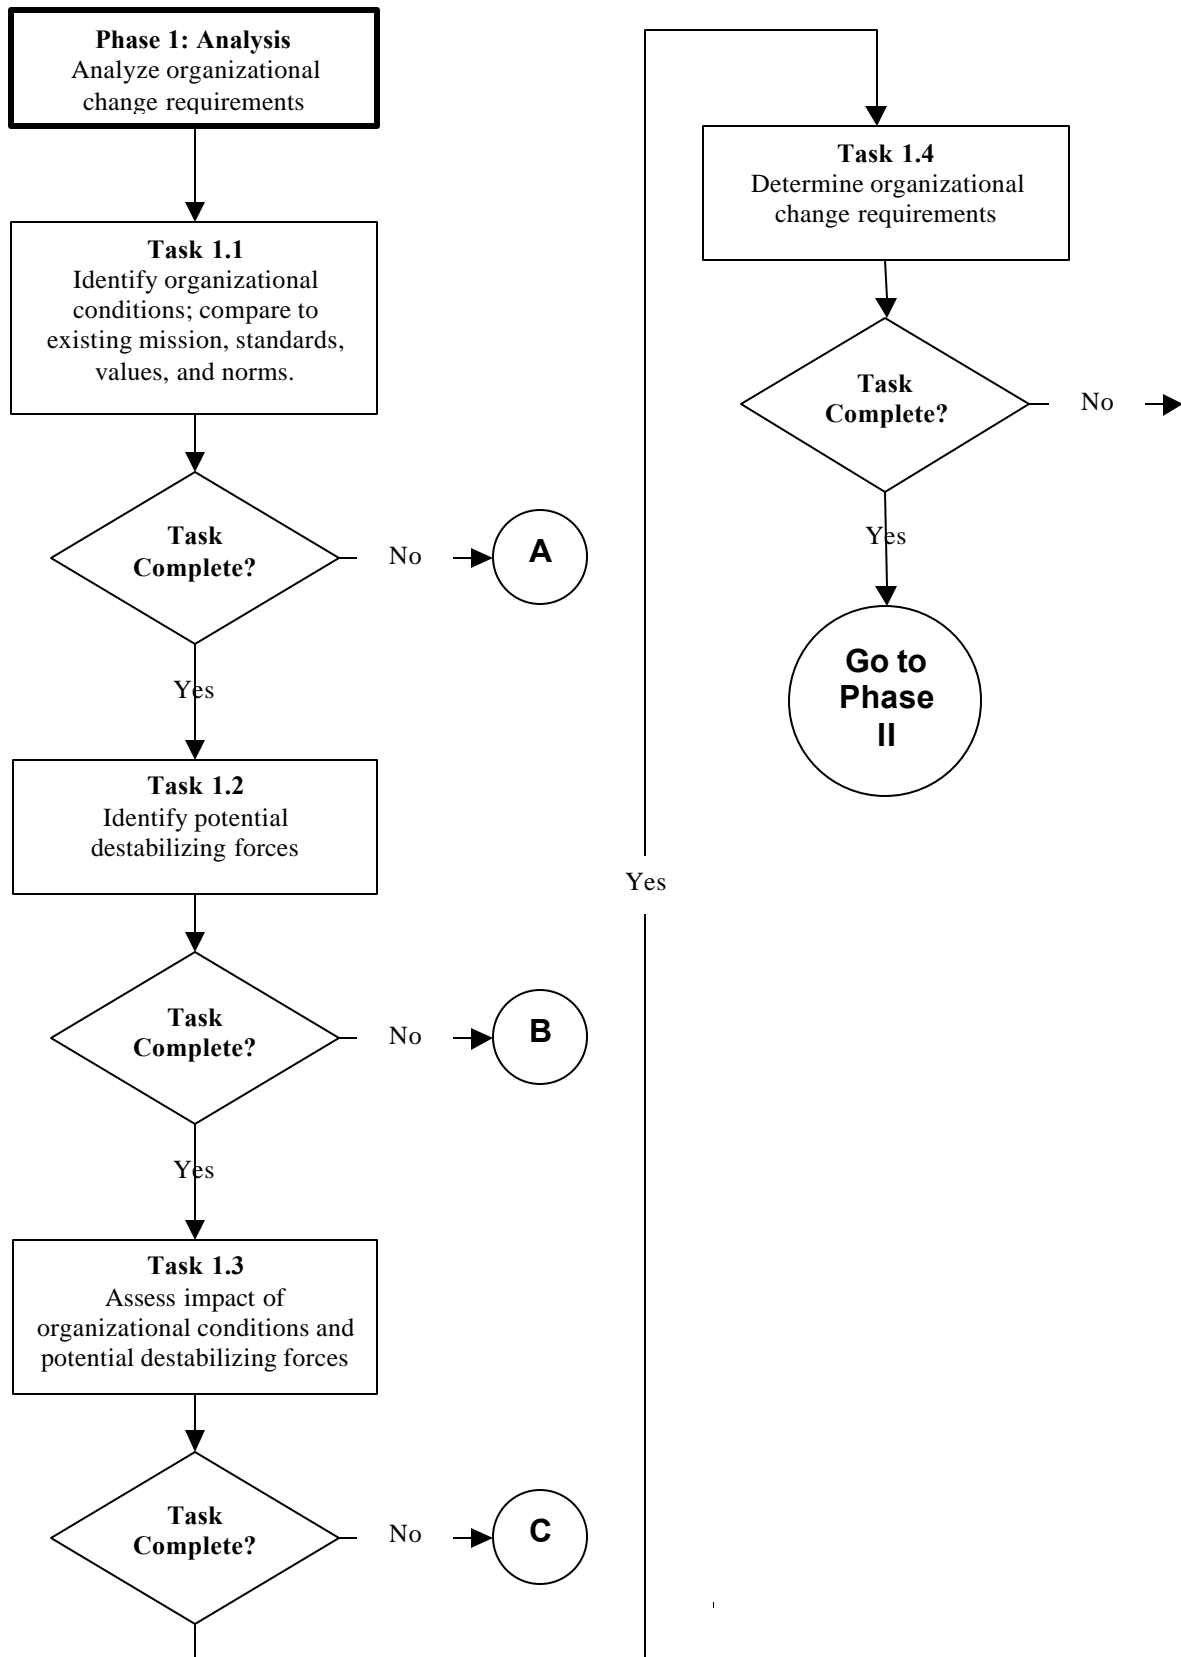 Phase 1: Analysis
Analyze organizational
change requirements
Task 1.1
Identify organizational
conditions; compare to
existing mission, standards,
values, and norms.
Task
Complete?
No
A
Yes
Task 1.2
Identify potential
destabilizing forces
Task
Complete?
No
B
Yes
Task 1.3
Assess impact of
organizational conditions and
potential destabilizing forces
Task
Complete?
No
C
Yes
Task 1.4
Determine organizational
change requirements
Task
Complete?
No
Yes
Go to
Phase
II